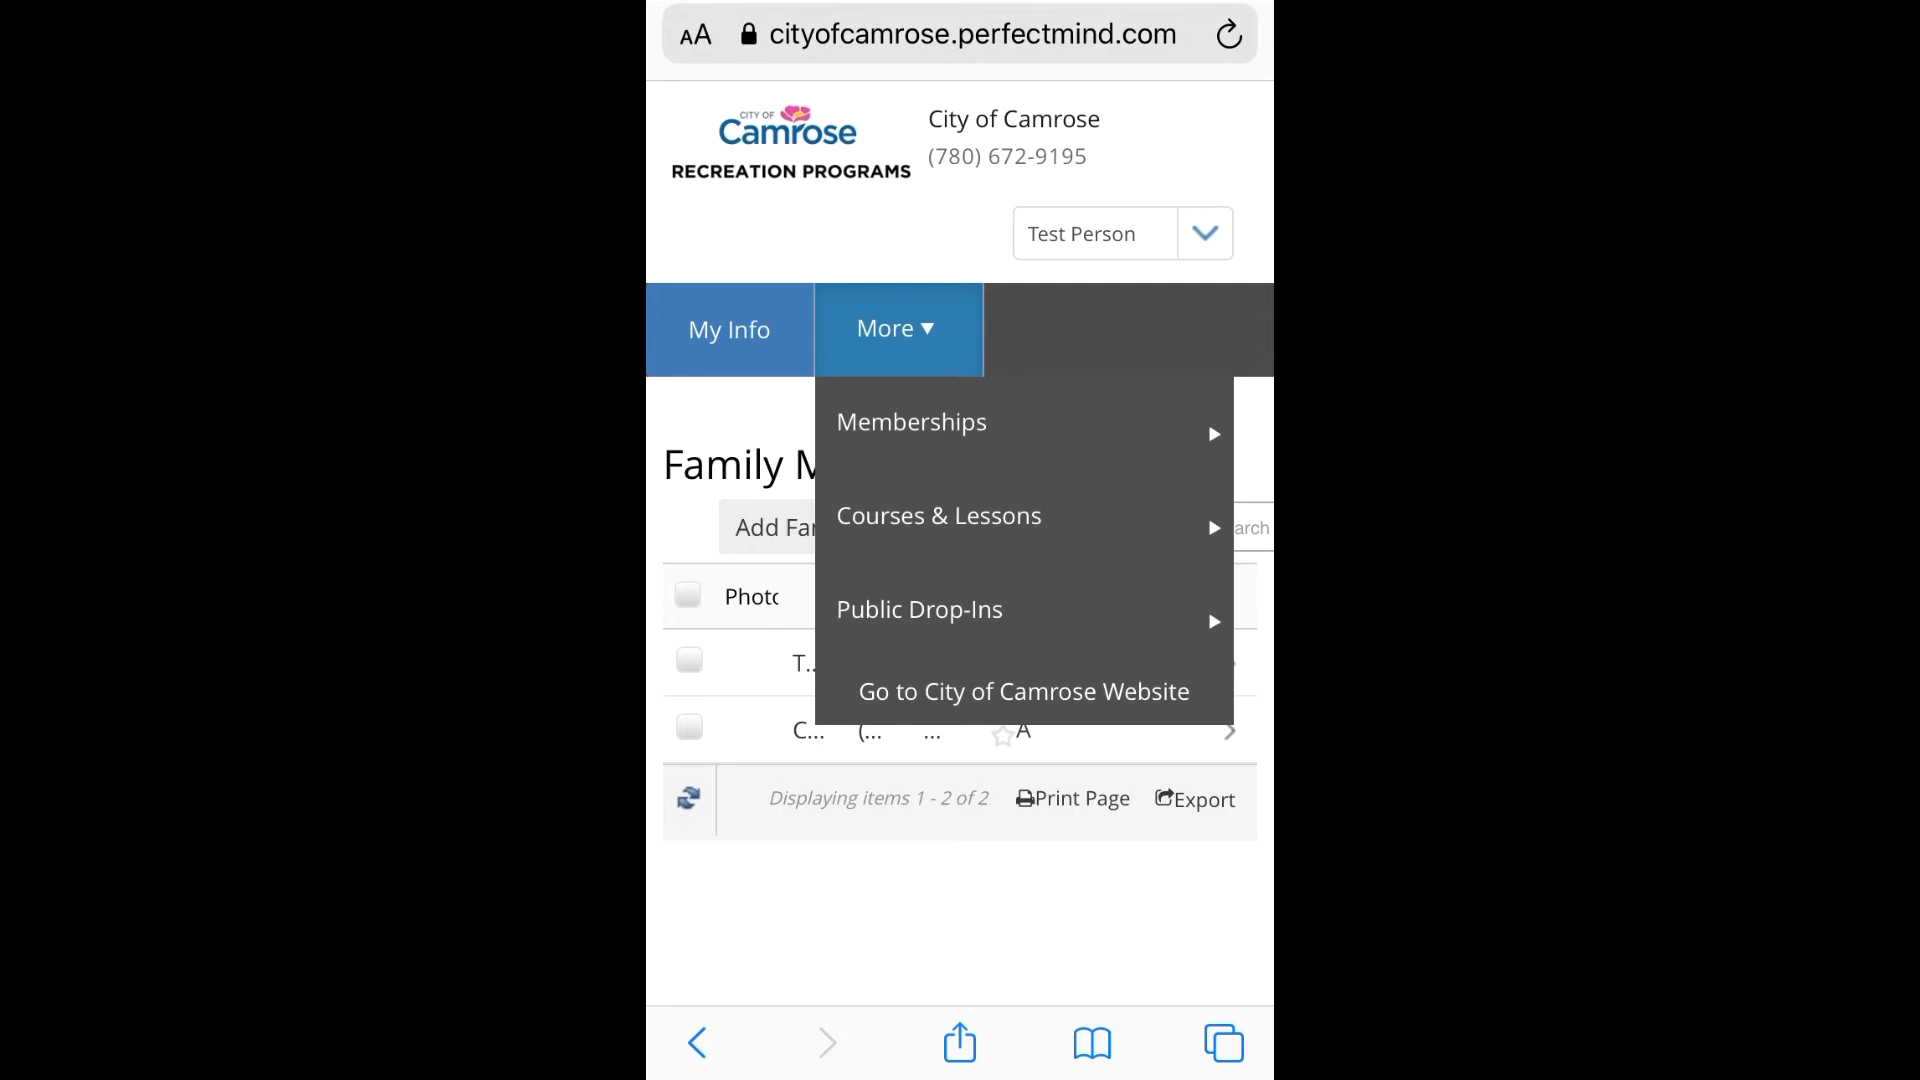 AA cityofcamrose.perfectmind.com
CITY OF
Camrose
RECREATION PROGRAMS
City of Camrose
(780) 672-9195
Test Person
My Info
More ▼
Memberships
Family M
Courses & Lessons
Add Far
arch
Photo
Public Drop-Ins
T...
Go to City of Camrose Website
C... (... ... A
Displaying items 1 - 2 of 2
Print Page
Export